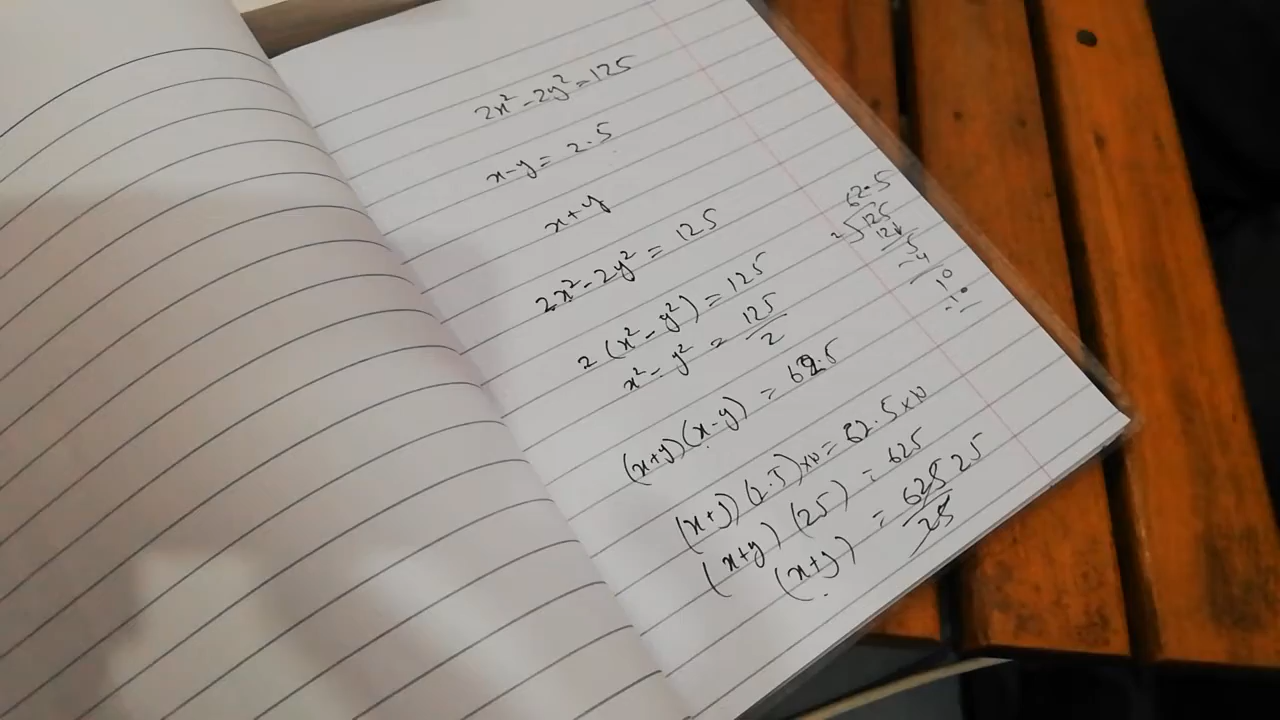 2x² - 2y² = 125
x - y = 2.5
x + y
2x² - 2y² = 125
2 (x² - y²) = 125
x² - y² = 125/2
(x+y)(x-y) = 62.5
(x+y)(2.5)×10 = 62.5×10
(x+y) (25) = 625
(x+y) = 625/25 25
62.5
2)125
12↓
5
-4
10
-10